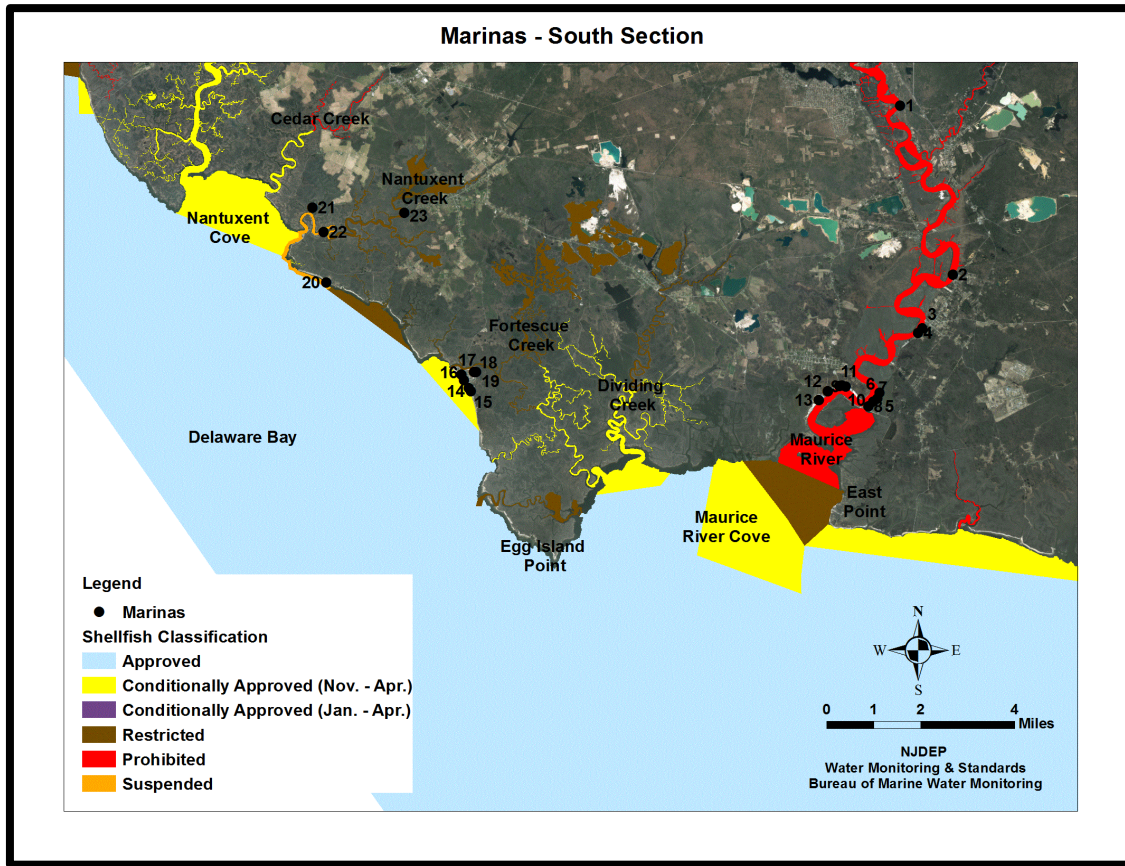 Marinas - South Section
1
Cedar Creek
Nantuxent
Creek
23
21
Nantuxent
Cove
22
2
20
3
4
Fortescue
Creek
17
18
16
19
14
15
Dividing
Creek
12
9
11
6
7
13
10
8
5
Delaware Bay
Maurice
River
East
Point
Maurice
River Cove
Egg Island
Point
Legend
Marinas
Shellfish Classification
Approved
Conditionally Approved (Nov. - Apr.)
Conditionally Approved (Jan. - Apr.)
Restricted
Prohibited
Suspended
N
W
E
S
0 1 2 4
Miles
NJDEP
Water Monitoring & Standards
Bureau of Marine Water Monitoring